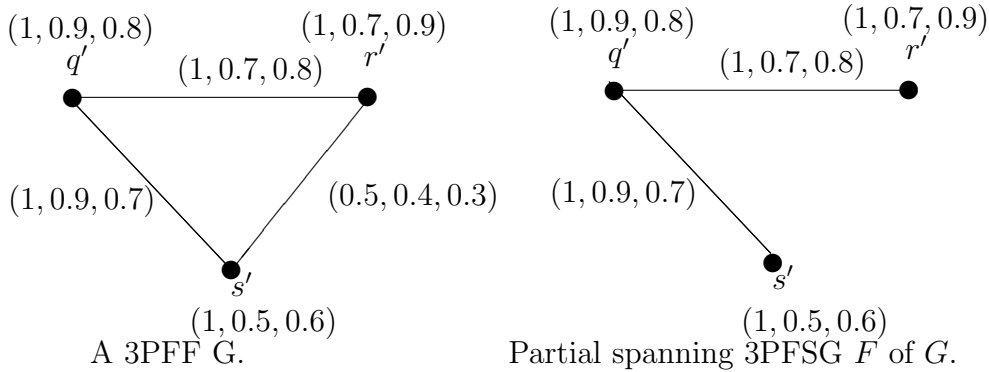 (1, 0.9, 0.8)
q′
(1, 0.7, 0.9)
r′
(1, 0.7, 0.8)
(1, 0.9, 0.7)
(0.5, 0.4, 0.3)
s′
(1, 0.5, 0.6)
A 3PFF G.
(1, 0.9, 0.8)
q′
(1, 0.7, 0.9)
r′
(1, 0.7, 0.8)
(1, 0.9, 0.7)
s′
(1, 0.5, 0.6)
Partial spanning 3PFSG F of G.